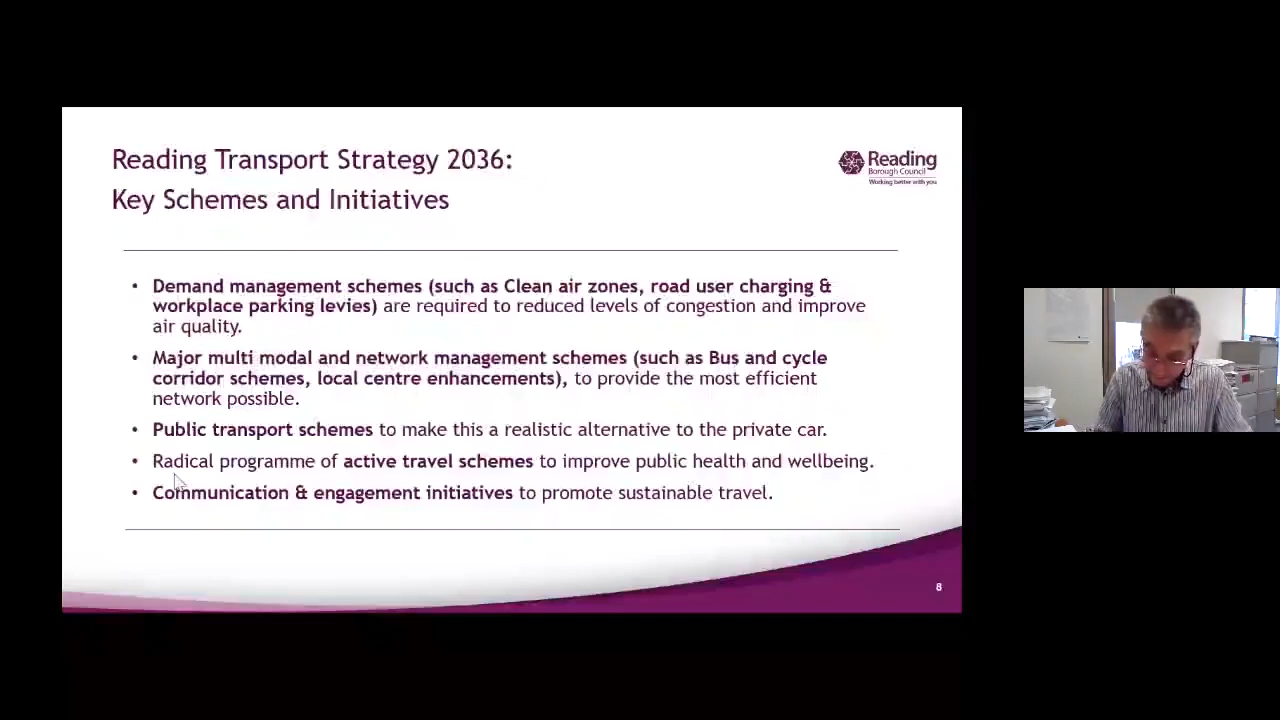 Reading Transport Strategy 2036:
Key Schemes and Initiatives
Reading
Borough Council
Working better with you
• Demand management schemes (such as Clean air zones, road user charging &
workplace parking levies) are required to reduced levels of congestion and improve
air quality.
• Major multi modal and network management schemes (such as Bus and cycle
corridor schemes, local centre enhancements), to provide the most efficient
network possible.
• Public transport schemes to make this a realistic alternative to the private car.
• Radical programme of active travel schemes to improve public health and wellbeing.
• Communication & engagement initiatives to promote sustainable travel.
8